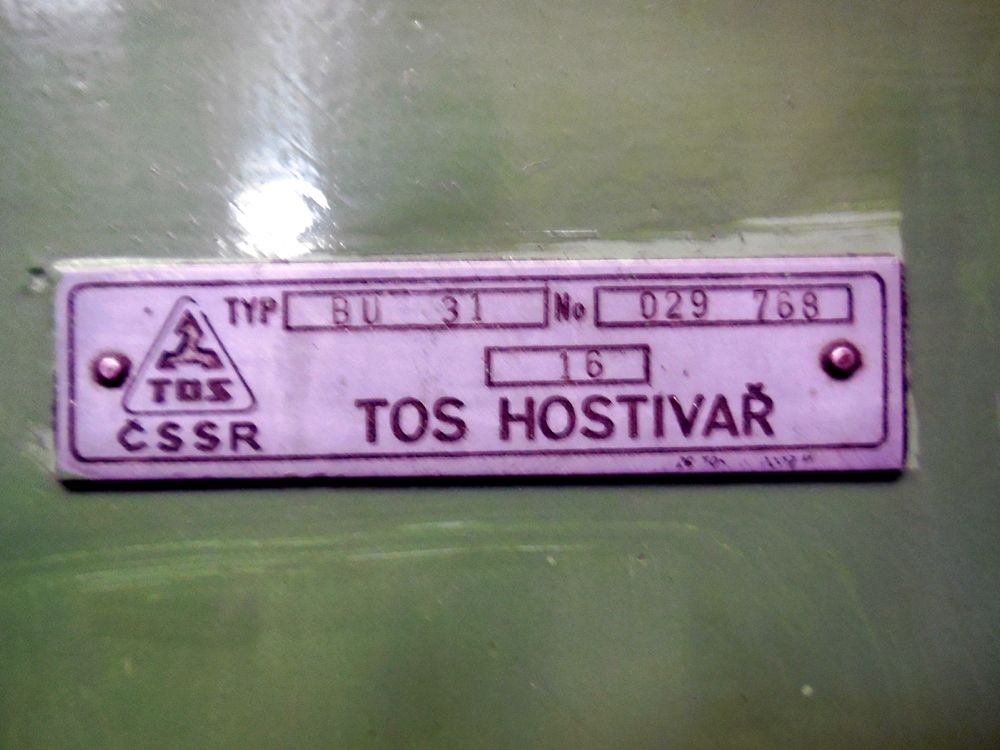 TYP BU 31 No 029 768
16
TOS
ČSSR
TOS HOSTIVAŘ